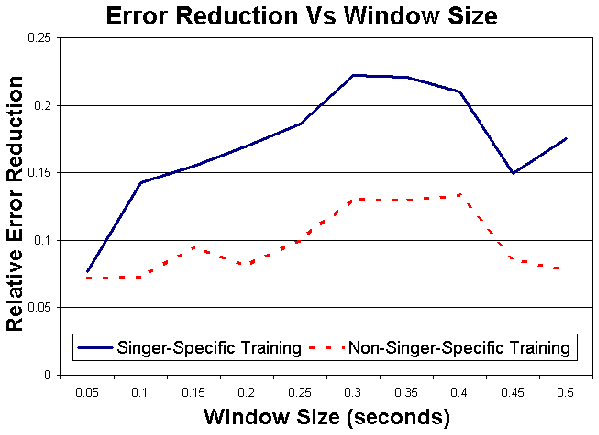 Error Reduction Vs Window Size
Relative Error Reduction
0.25
0.2
0.15
0.1
0.05
0
Singer-Specific Training
Non-Singer-Specific Training
0.05 0.1 0.15 0.2 0.25 0.3 0.35 0.4 0.45 3.5
Window Size (seconds)